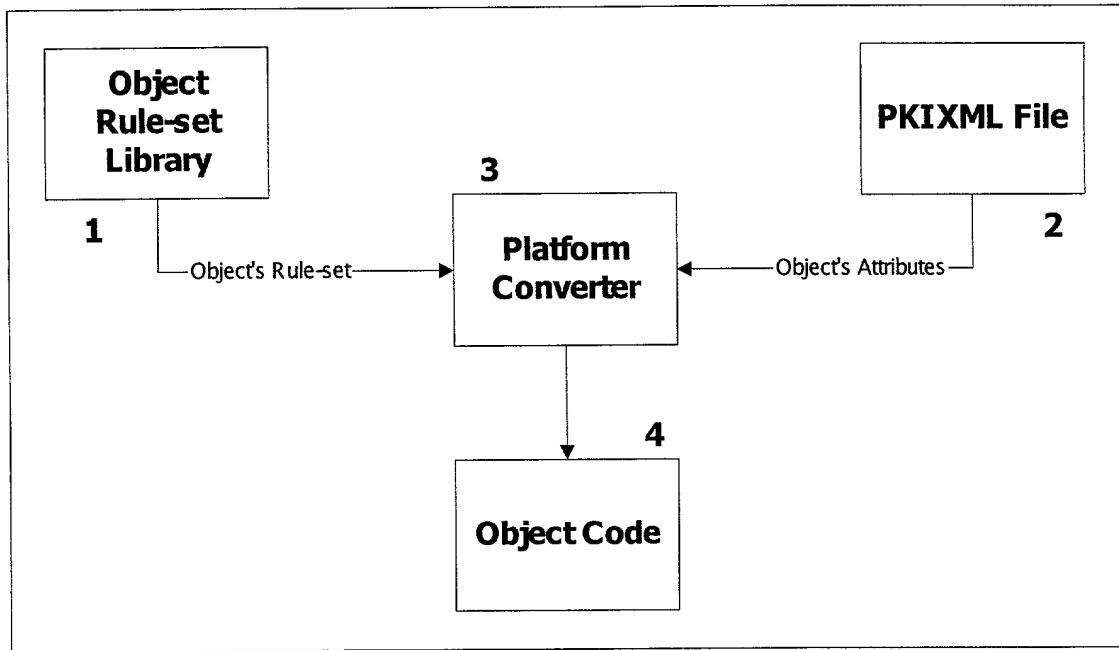 Object
Rule-set
Library
1
PKIXML File
2
3
Platform
Converter
Object's Rule-set
Object's Attributes
4
Object Code